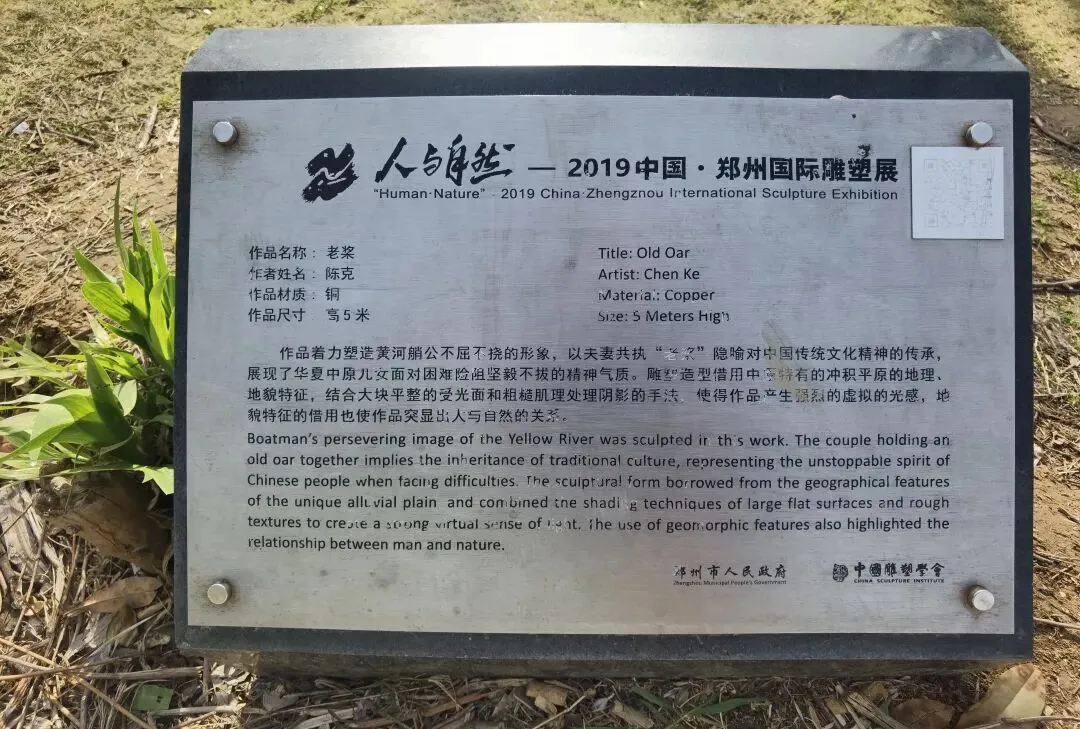 人与自然 — 2019中国·郑州国际雕塑展
"Human·Nature" - 2019 China·Zhengzhou International Sculpture Exhibition
作品名称：老桨
作者姓名：陈克
作品材质：铜
作品尺寸：高5米
Title: Old Oar
Artist: Chen Ke
Material: Copper
Size: 5 Meters High
作品着力塑造黄河艄公不屈不挠的形象，以夫妻共执“老桨”隐喻对中国传统文化精神的传承，
展现了华夏中原儿女面对困难险阻坚毅不拔的精神气质。雕塑造型借用中原特有的冲积平原的地理、
地貌特征，结合大块平整的受光面和粗糙肌理处理阴影的手法，使得作品产生强烈的虚拟的光感，地
貌特征的借用也使作品突显出人与自然的关系。
Boatman's persevering image of the Yellow River was sculpted in this work. The couple holding an
old oar together implies the inheritance of traditional culture, representing the unstoppable spirit of
Chinese people when facing difficulties. The sculptural form borrowed from the geographical features
of the unique alluvial plain and combined the shading techniques of large flat surfaces and rough
textures to create a strong virtual sense of light. The use of geomorphic features also highlighted the
relationship between man and nature.
郑州市人民政府
Zhengzhou Municipal People's Government
中國雕塑學會
CHINA SCULPTURE INSTITUTE